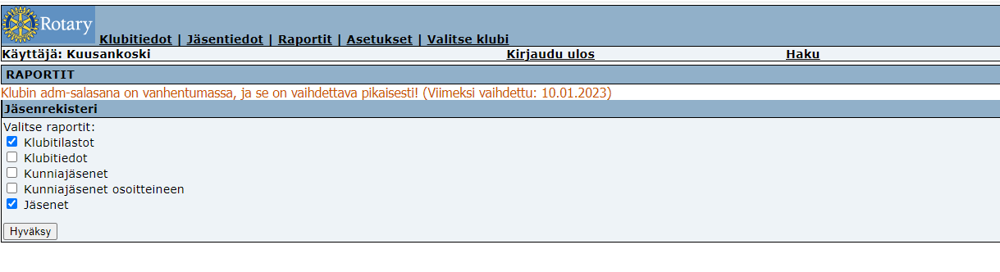 Rotary
Klubitiedot | Jäsentiedot | Raportit | Asetukset | Valitse klubi
Käyttäjä: Kuusankoski Kirjaudu ulos Haku
RAPORTIT
Klubin adm-salasana on vanhentumassa, ja se on vaihdettava pikaisesti! (Viimeksi vaihdettu: 10.01.2023)
Jäsenrekisteri
Valitse raportit:
Klubitilastot
Klubitiedot
Kunniajäsenet
Kunniajäsenet osoitteineen
Jäsenet
Hyväksy